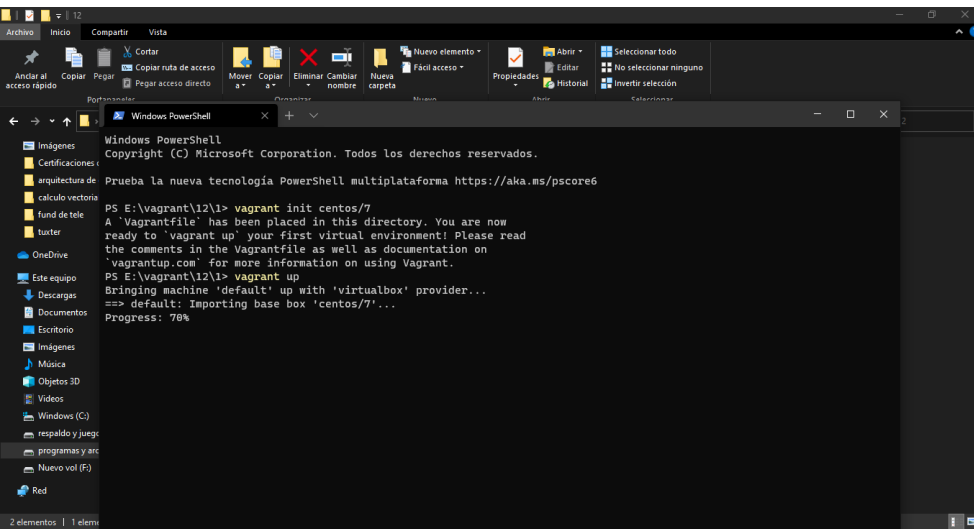 12
Archivo Inicio Compartir Vista
Anclar al acceso rápido
Copiar
Pegar
Cortar
Copiar ruta de acceso
Pegar acceso directo
Portapapeles
Mover a
Copiar a
Eliminar
Cambiar nombre
Organizar
Nueva carpeta
Nuevo elemento
Fácil acceso
Nuevo
Propiedades
Abrir
Editar
Historial
Abrir
Seleccionar todo
No seleccionar ninguno
Invertir selección
Seleccionar
Windows PowerShell
Windows PowerShell
Copyright (C) Microsoft Corporation. Todos los derechos reservados.
Prueba la nueva tecnología PowerShell multiplataforma https://aka.ms/pscore6
PS E:\vagrant\12\1> vagrant init centos/7
A `Vagrantfile` has been placed in this directory. You are now
ready to `vagrant up` your first virtual environment! Please read
the comments in the Vagrantfile as well as documentation on
`vagrantup.com` for more information on using Vagrant.
PS E:\vagrant\12\1> vagrant up
Bringing machine 'default' up with 'virtualbox' provider...
==> default: Importing base box 'centos/7'...
Progress: 70%
Imágenes
Certificaciones
arquitectura de
calculo vectoria
fund de tele
tuxter
OneDrive
Este equipo
Descargas
Documentos
Escritorio
Imágenes
Música
Objetos 3D
Videos
Windows (C:)
respaldo y juego
programas y arc
Nuevo vol (F:)
Red
2 elementos | 1 eleme